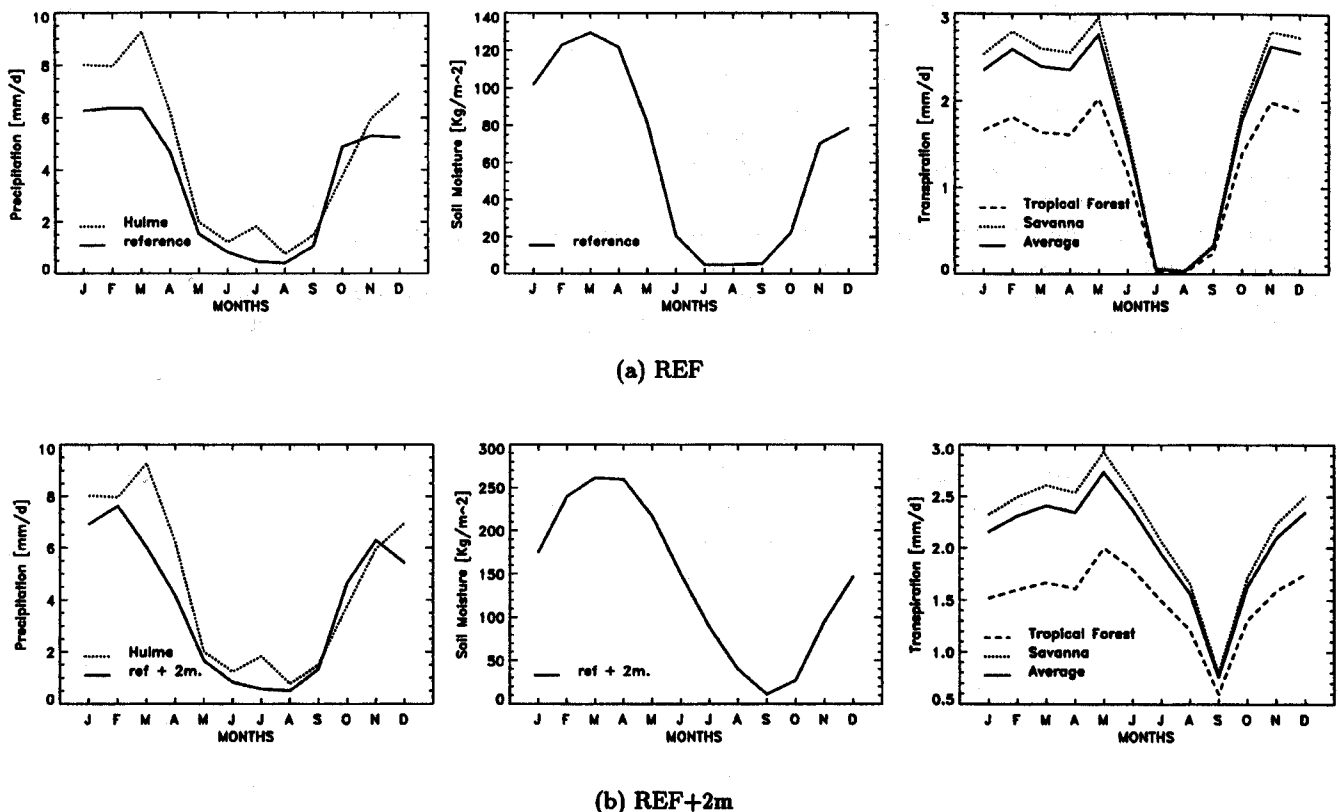 Precipitation [mm/d]
10
8
6
4
2
0
Hulme
reference
J F M A M J J A S O N D
MONTHS
Soil Moisture [Kg/m^2]
140
120
100
80
60
40
20
0
reference
J F M A M J J A S O N D
MONTHS
Transpiration [mm/d]
3
2
1
0
Tropical Forest
Savanna
Average
J F M A M J J A S O N D
MONTHS
(a) REF
Precipitation [mm/d]
10
8
6
4
2
0
Hulme
ref + 2m.
J F M A M J J A S O N D
MONTHS
Soil Moisture [Kg/m^2]
300
250
200
150
100
50
0
ref + 2m.
J F M A M J J A S O N D
MONTHS
Transpiration [mm/d]
3.0
2.5
2.0
1.5
1.0
0.5
Tropical Forest
Savanna
Average
J F M A M J J A S O N D
MONTHS
(b) REF+2m